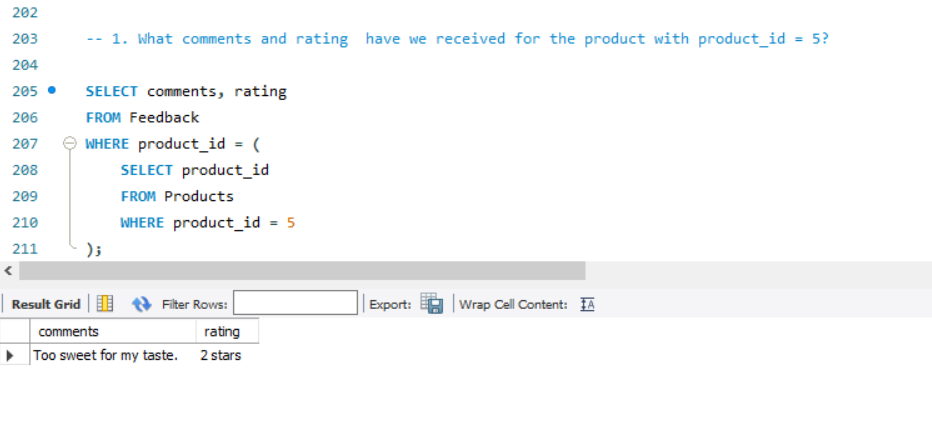 202
203 -- 1. What comments and rating  have we received for the product with product_id = 5?
204
205 SELECT comments, rating
206 FROM Feedback
207 WHERE product_id = (
208 SELECT product_id
209 FROM Products
210 WHERE product_id = 5
211 );
Result Grid Filter Rows: Export: Wrap Cell Content: IA
comments rating
Too sweet for my taste. 2 stars